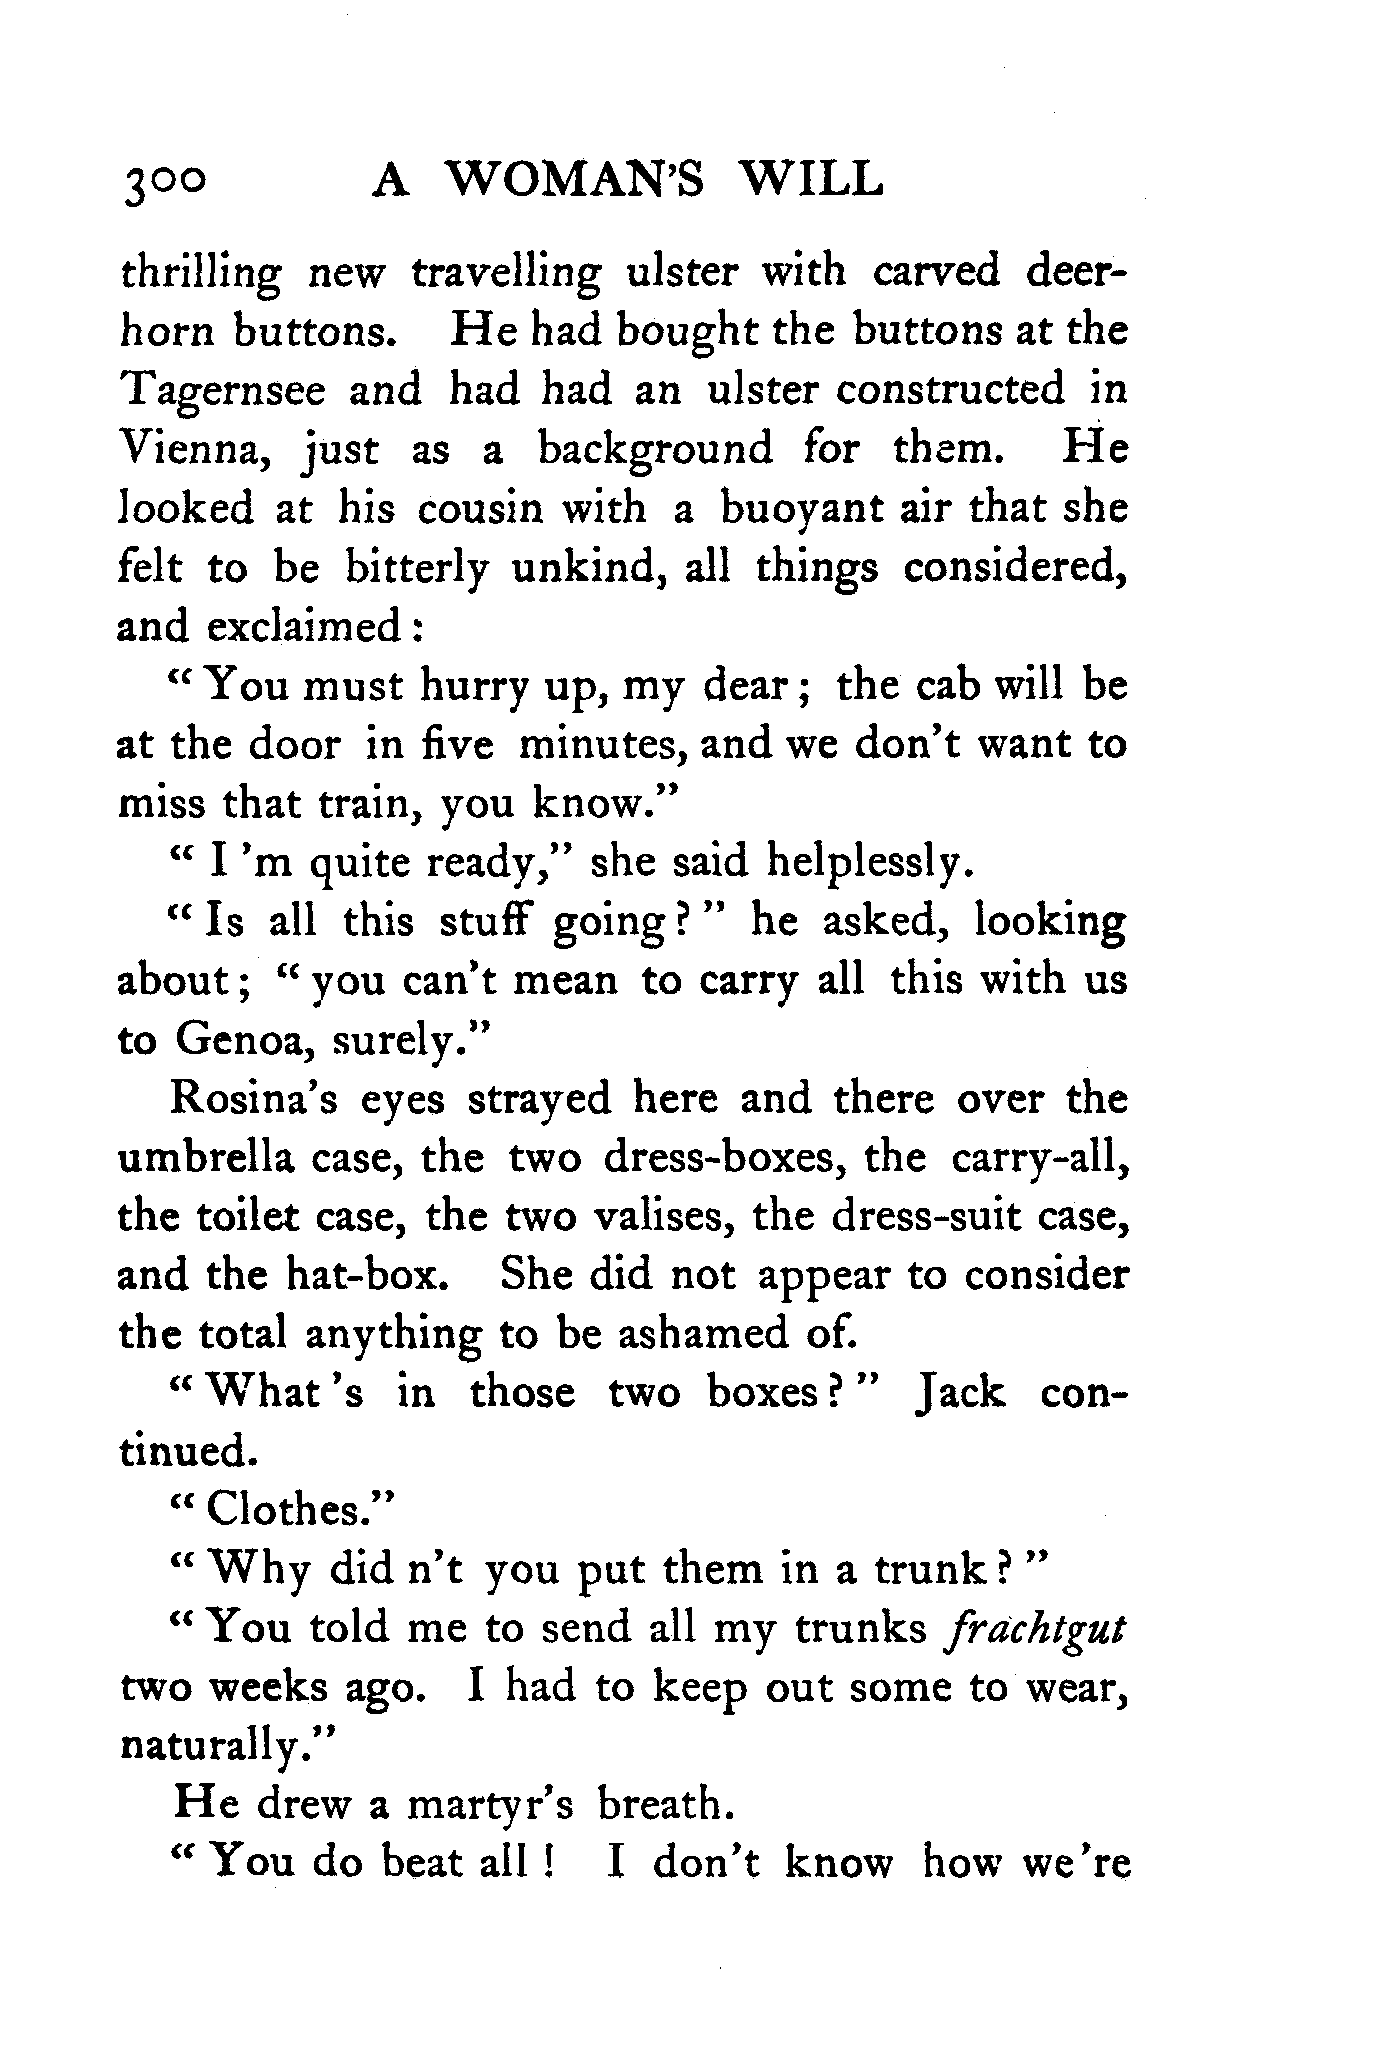 300 A WOMAN'S WILL
thrilling new travelling ulster with carved deer-
horn buttons. He had bought the buttons at the
Tagernsee and had had an ulster constructed in
Vienna, just as a background for them. He
looked at his cousin with a buoyant air that she
felt to be bitterly unkind, all things considered,
and exclaimed :
“ You must hurry up, my dear ; the cab will be
at the door in five minutes, and we don't want to
miss that train, you know.”
“ I 'm quite ready,” she said helplessly.
“ Is all this stuff going ? ” he asked, looking
about ; “ you can't mean to carry all this with us
to Genoa, surely.”
Rosina's eyes strayed here and there over the
umbrella case, the two dress-boxes, the carry-all,
the toilet case, the two valises, the dress-suit case,
and the hat-box. She did not appear to consider
the total anything to be ashamed of.
“ What 's in those two boxes ? ” Jack con-
tinued.
“ Clothes.”
“ Why did n't you put them in a trunk ? ”
“ You told me to send all my trunks frachtgut
two weeks ago. I had to keep out some to wear,
naturally.”
He drew a martyr's breath.
“ You do beat all ! I don't know how we 're